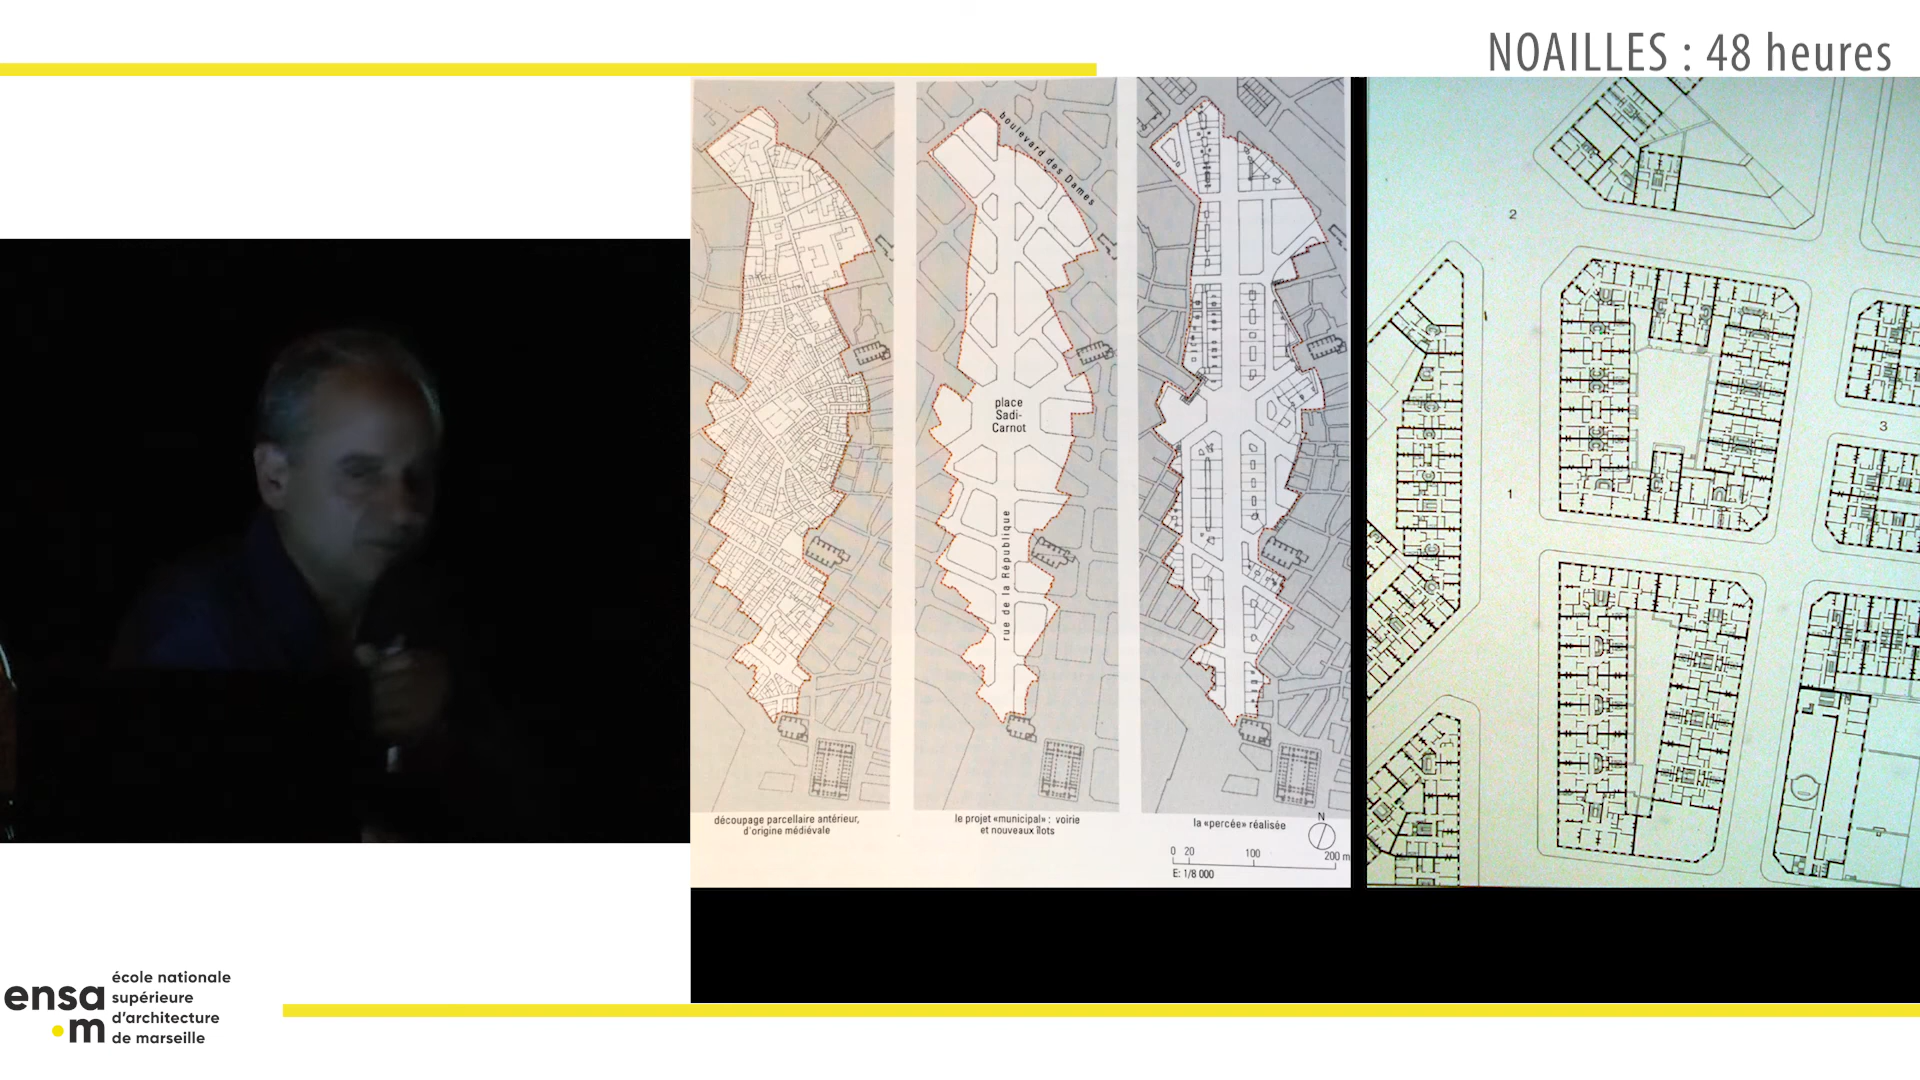 NOAILLES : 48 heures
boulevard des Dames
place
Sadi-
Carnot
rue de la République
découpage parcellaire antérieur,
d'origine médiévale
le projet «municipal» : voirie
et nouveaux îlots
la «percée» réalisée
N
0 20 100 200 m
E: 1/8 000
2
3
1
ensa
•m
école nationale
supérieure
d'architecture
de marseille